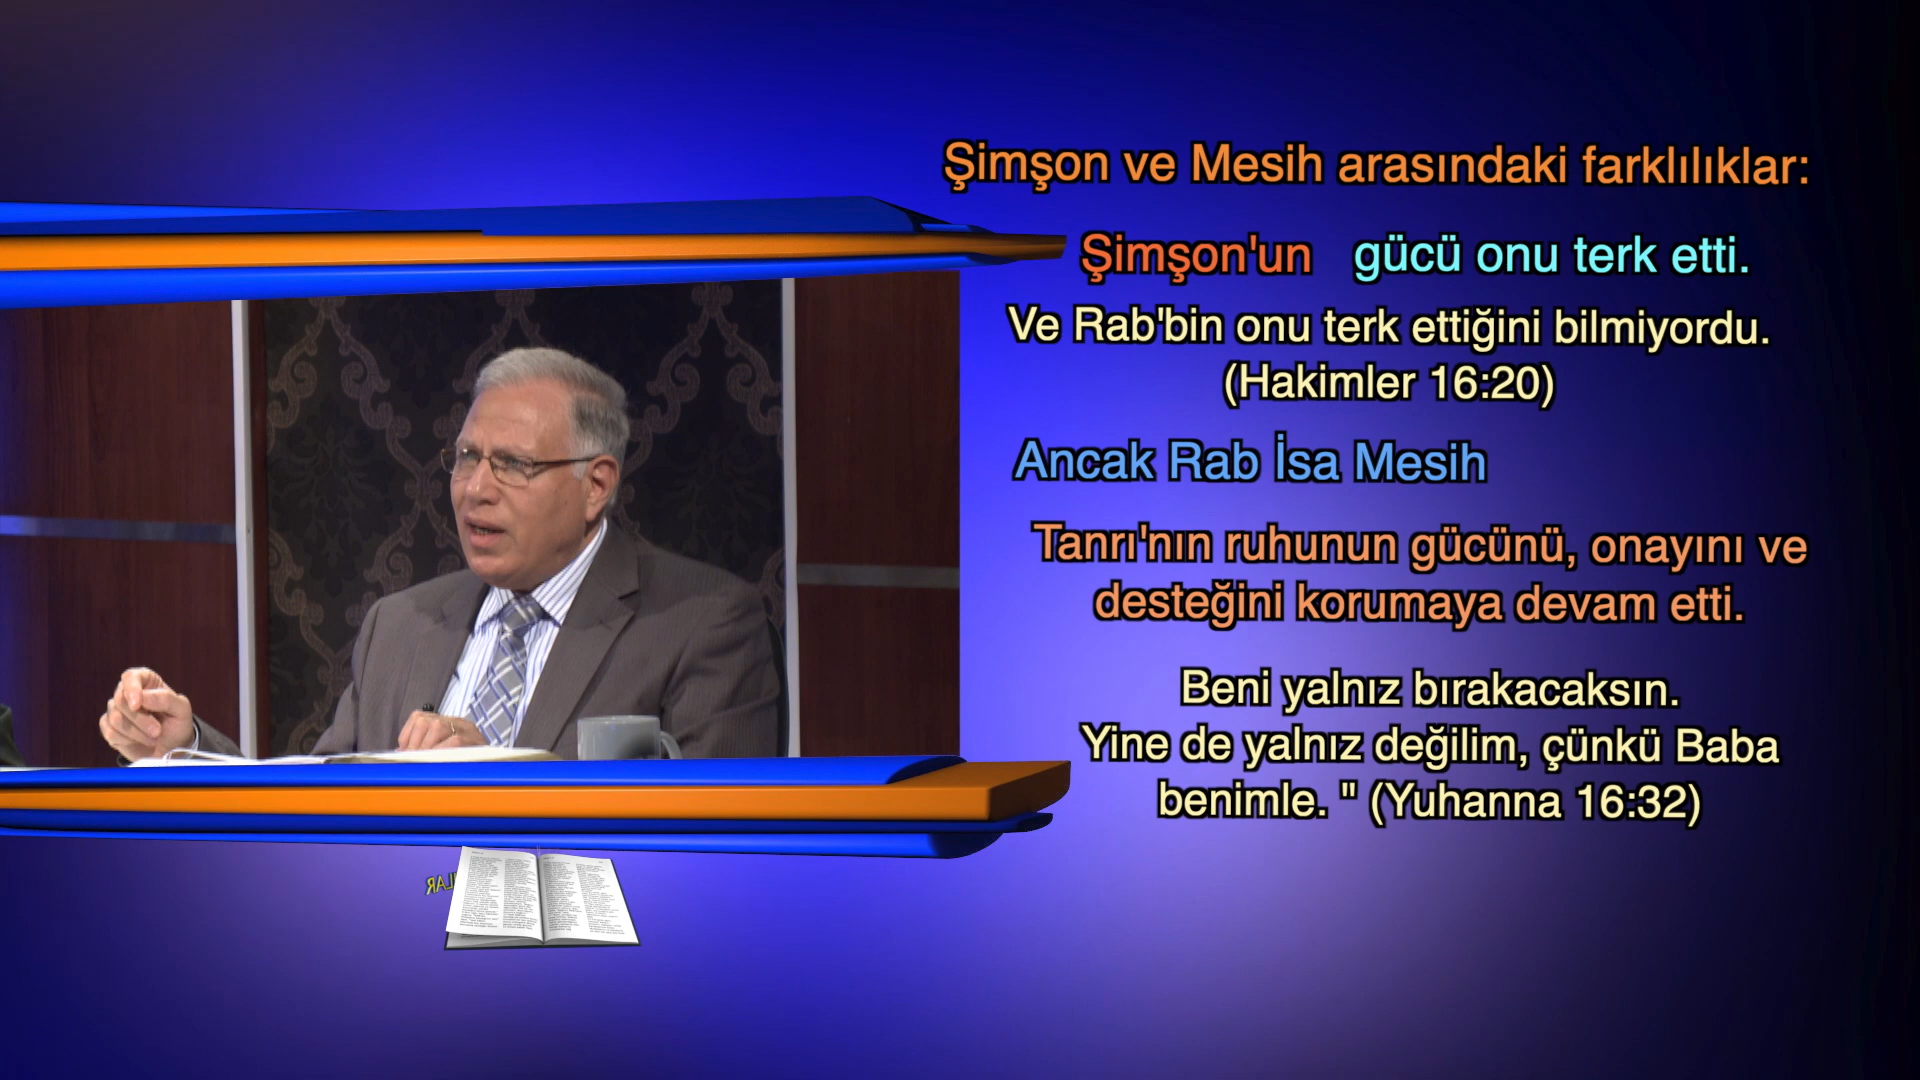 Şimşon ve Mesih arasındaki farklılıklar:
Şimşon'un gücü onu terk etti.
Ve Rab'bin onu terk ettiğini bilmiyordu.
(Hakimler 16:20)
Ancak Rab İsa Mesih
Tanrı'nın ruhunun gücünü, onayını ve
desteğini korumaya devam etti.
Beni yalnız bırakacaksın.
Yine de yalnız değilim, çünkü Baba
benimle. " (Yuhanna 16:32)